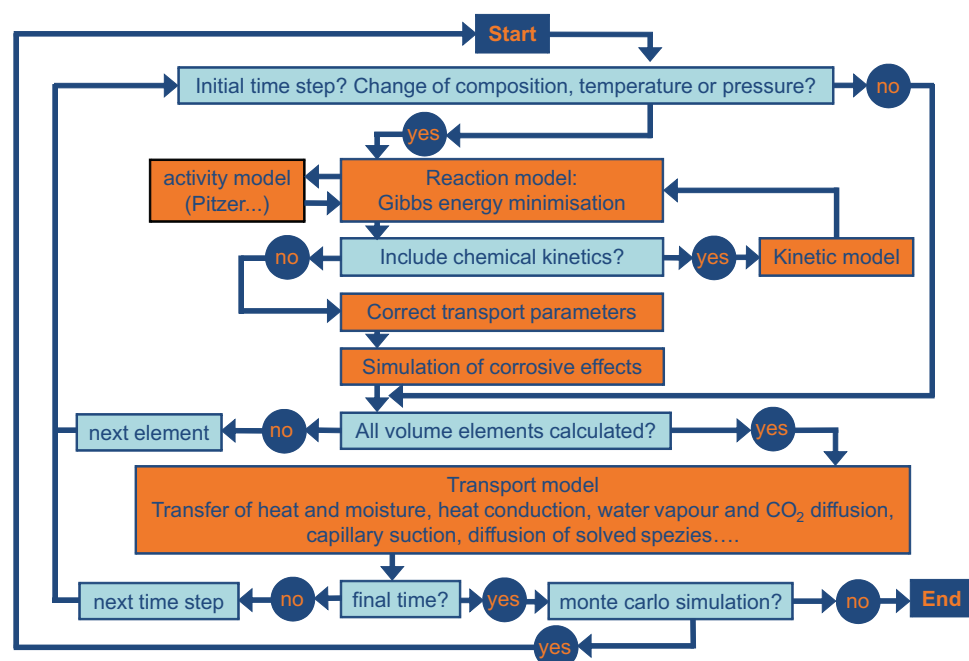 Start
Initial time step? Change of composition, temperature or pressure?
no
yes
activity model
(Pitzer...)
Reaction model:
Gibbs energy minimisation
no
Include chemical kinetics?
yes
Kinetic model
Correct transport parameters
Simulation of corrosive effects
next element
no
All volume elements calculated?
yes
Transport model
Transfer of heat and moisture, heat conduction, water vapour and CO₂ diffusion,
capillary suction, diffusion of solved spezies....
next time step
no
final time?
yes
monte carlo simulation?
no
End
yes